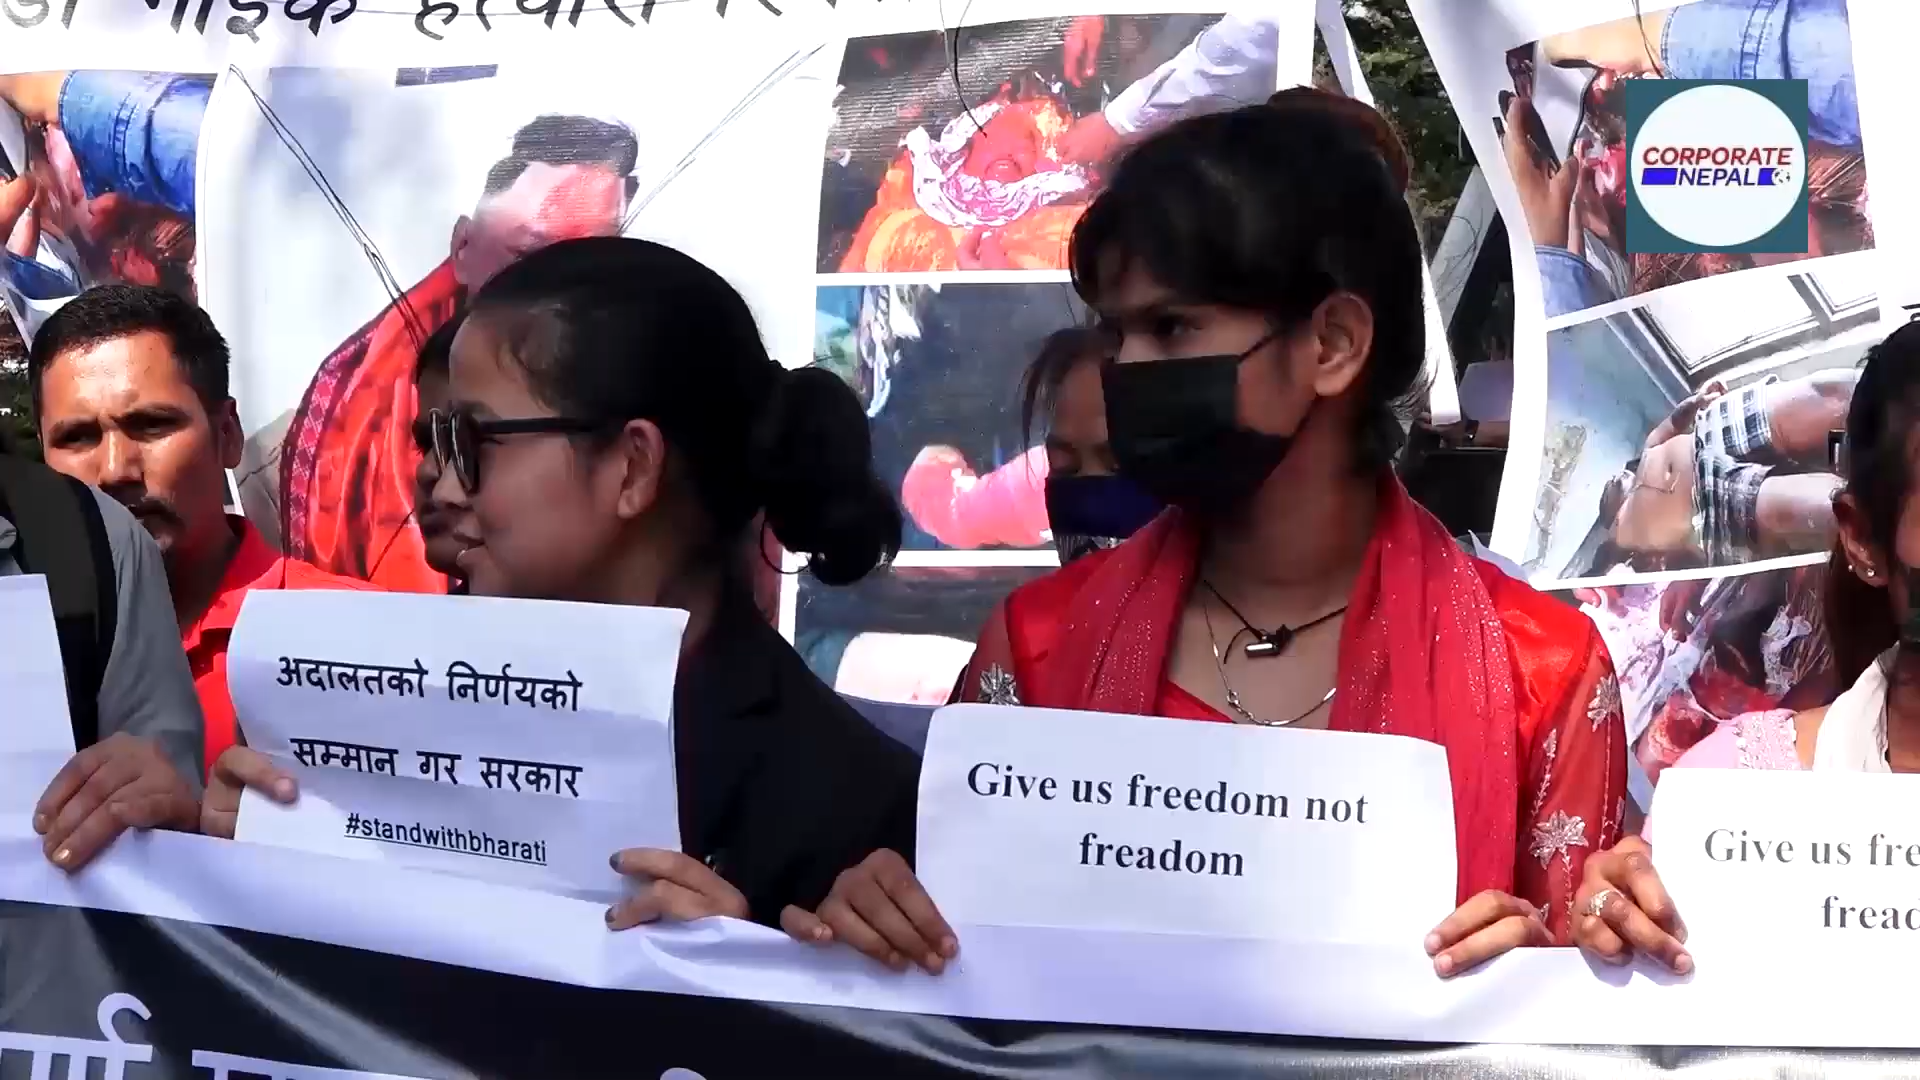 CORPORATE
NEPAL
अदालतको निर्णयको
सम्मान गर सरकार
#standwithbharati
Give us freedom not
freadom
Give us fre
fread